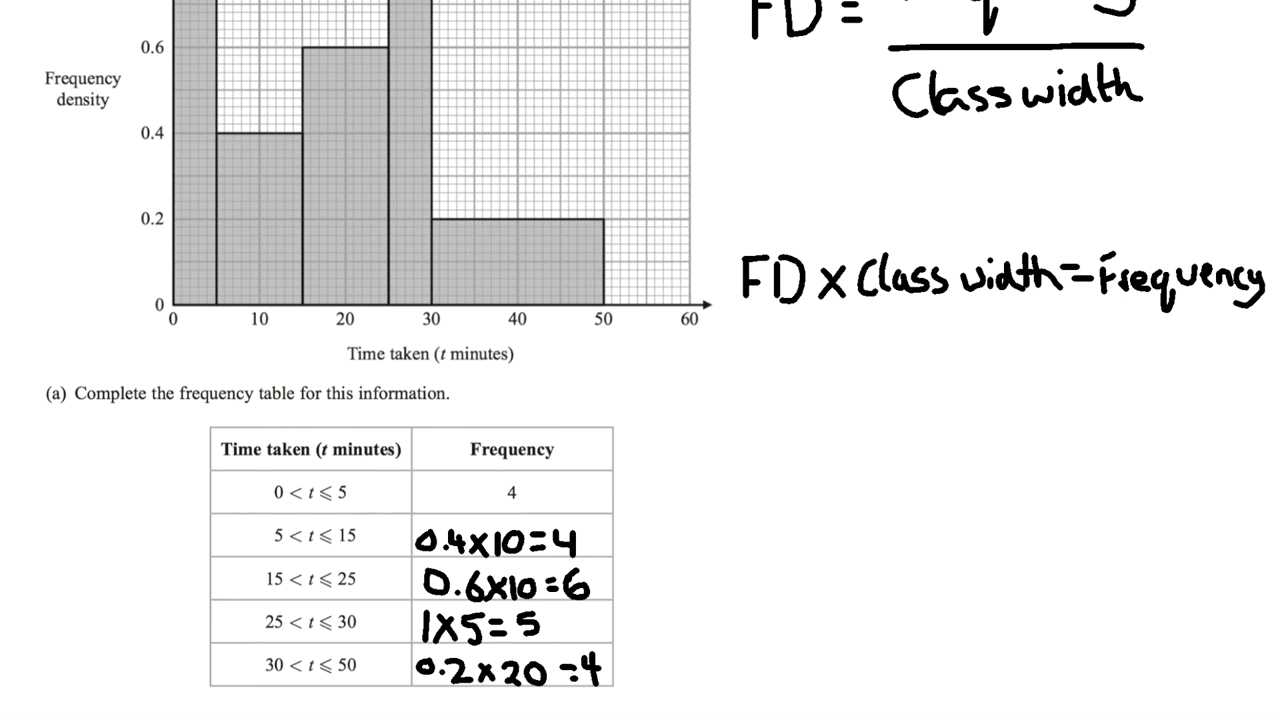 FD =
Class width
0.6
Frequency
density
0.4
0.2
0
0 10 20 30 40 50 60
Time taken (t minutes)
FD x Class width = Frequency
(a) Complete the frequency table for this information.
Time taken (t minutes) Frequency
0 < t ⩽ 5 4
5 < t ⩽ 15 0.4x10=4
15 < t ⩽ 25 0.6x10=6
25 < t ⩽ 30 1x5=5
30 < t ⩽ 50 0.2x20=4